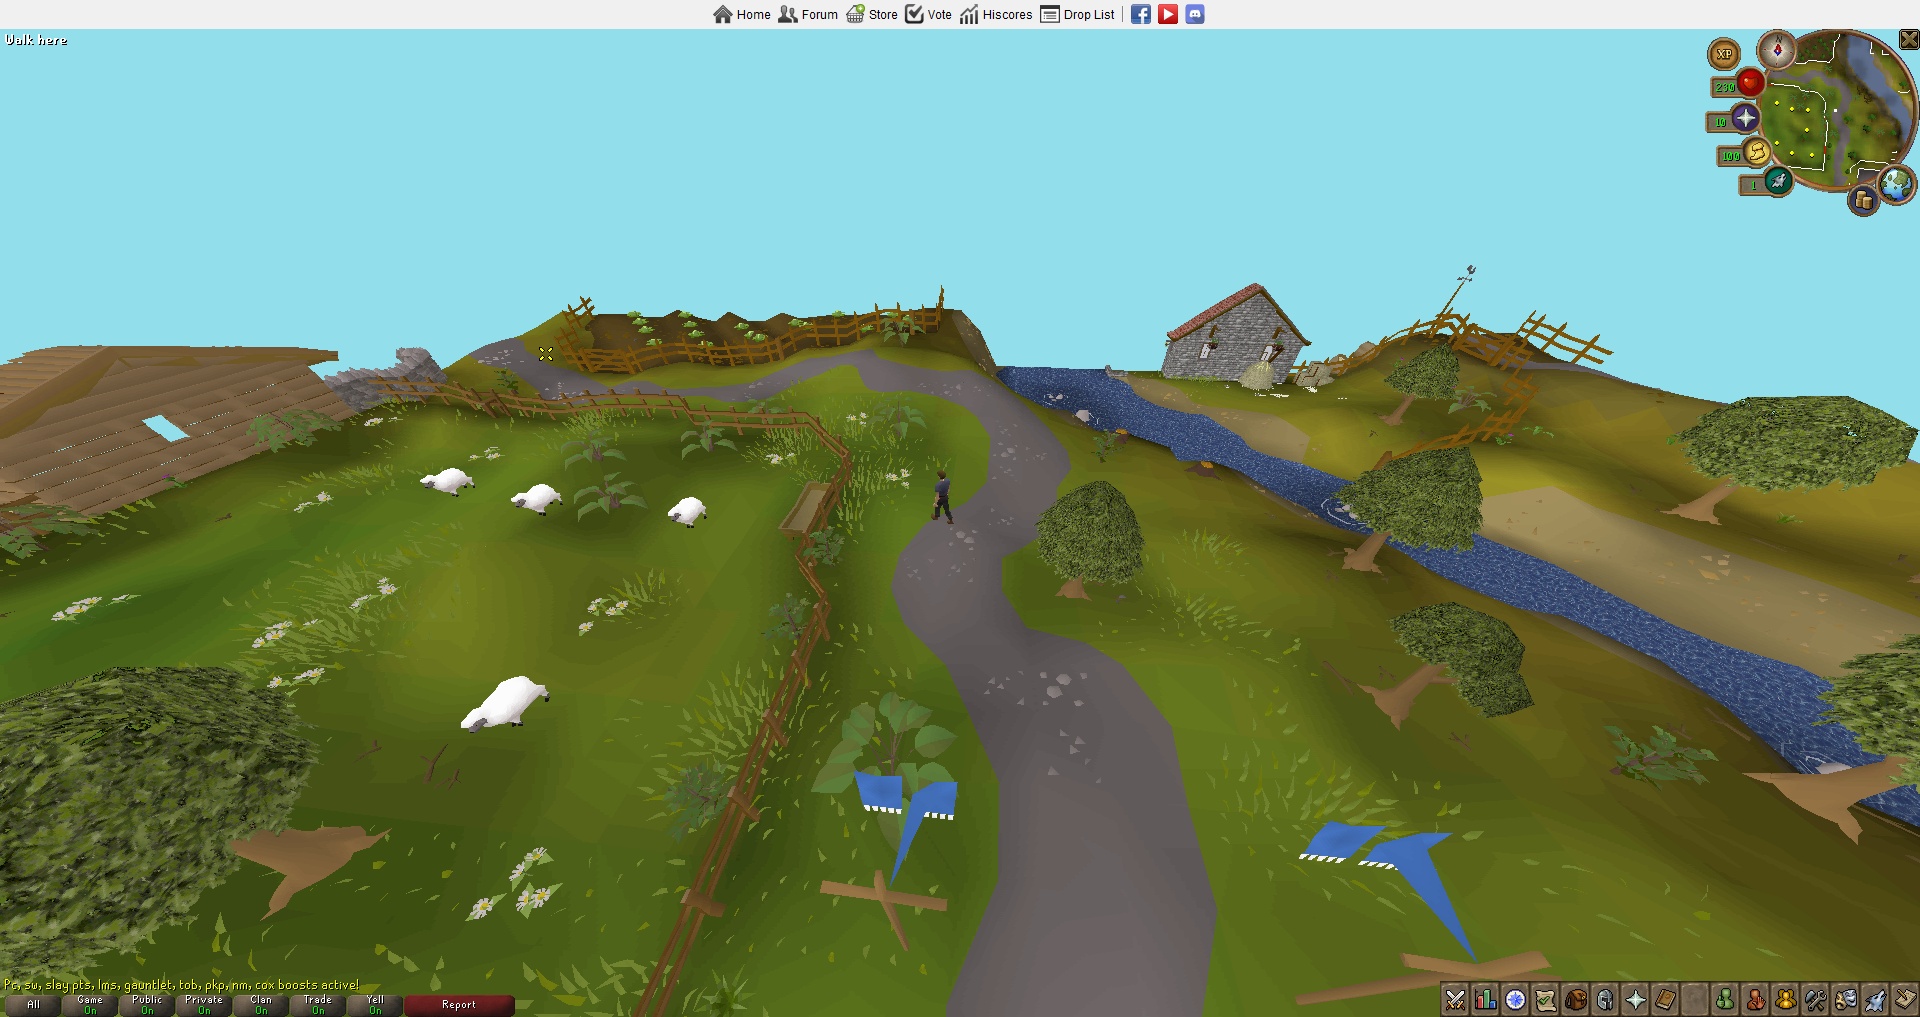 Home Forum Store Vote Hiscores Drop List
Walk here
N
XP
230
10
100
1
Pc, sw, slay pts, lms, gauntlet, tob, pkp, nm, cox boosts active!
All Game Public Private Clan Trade Yell Report
On On On On On On